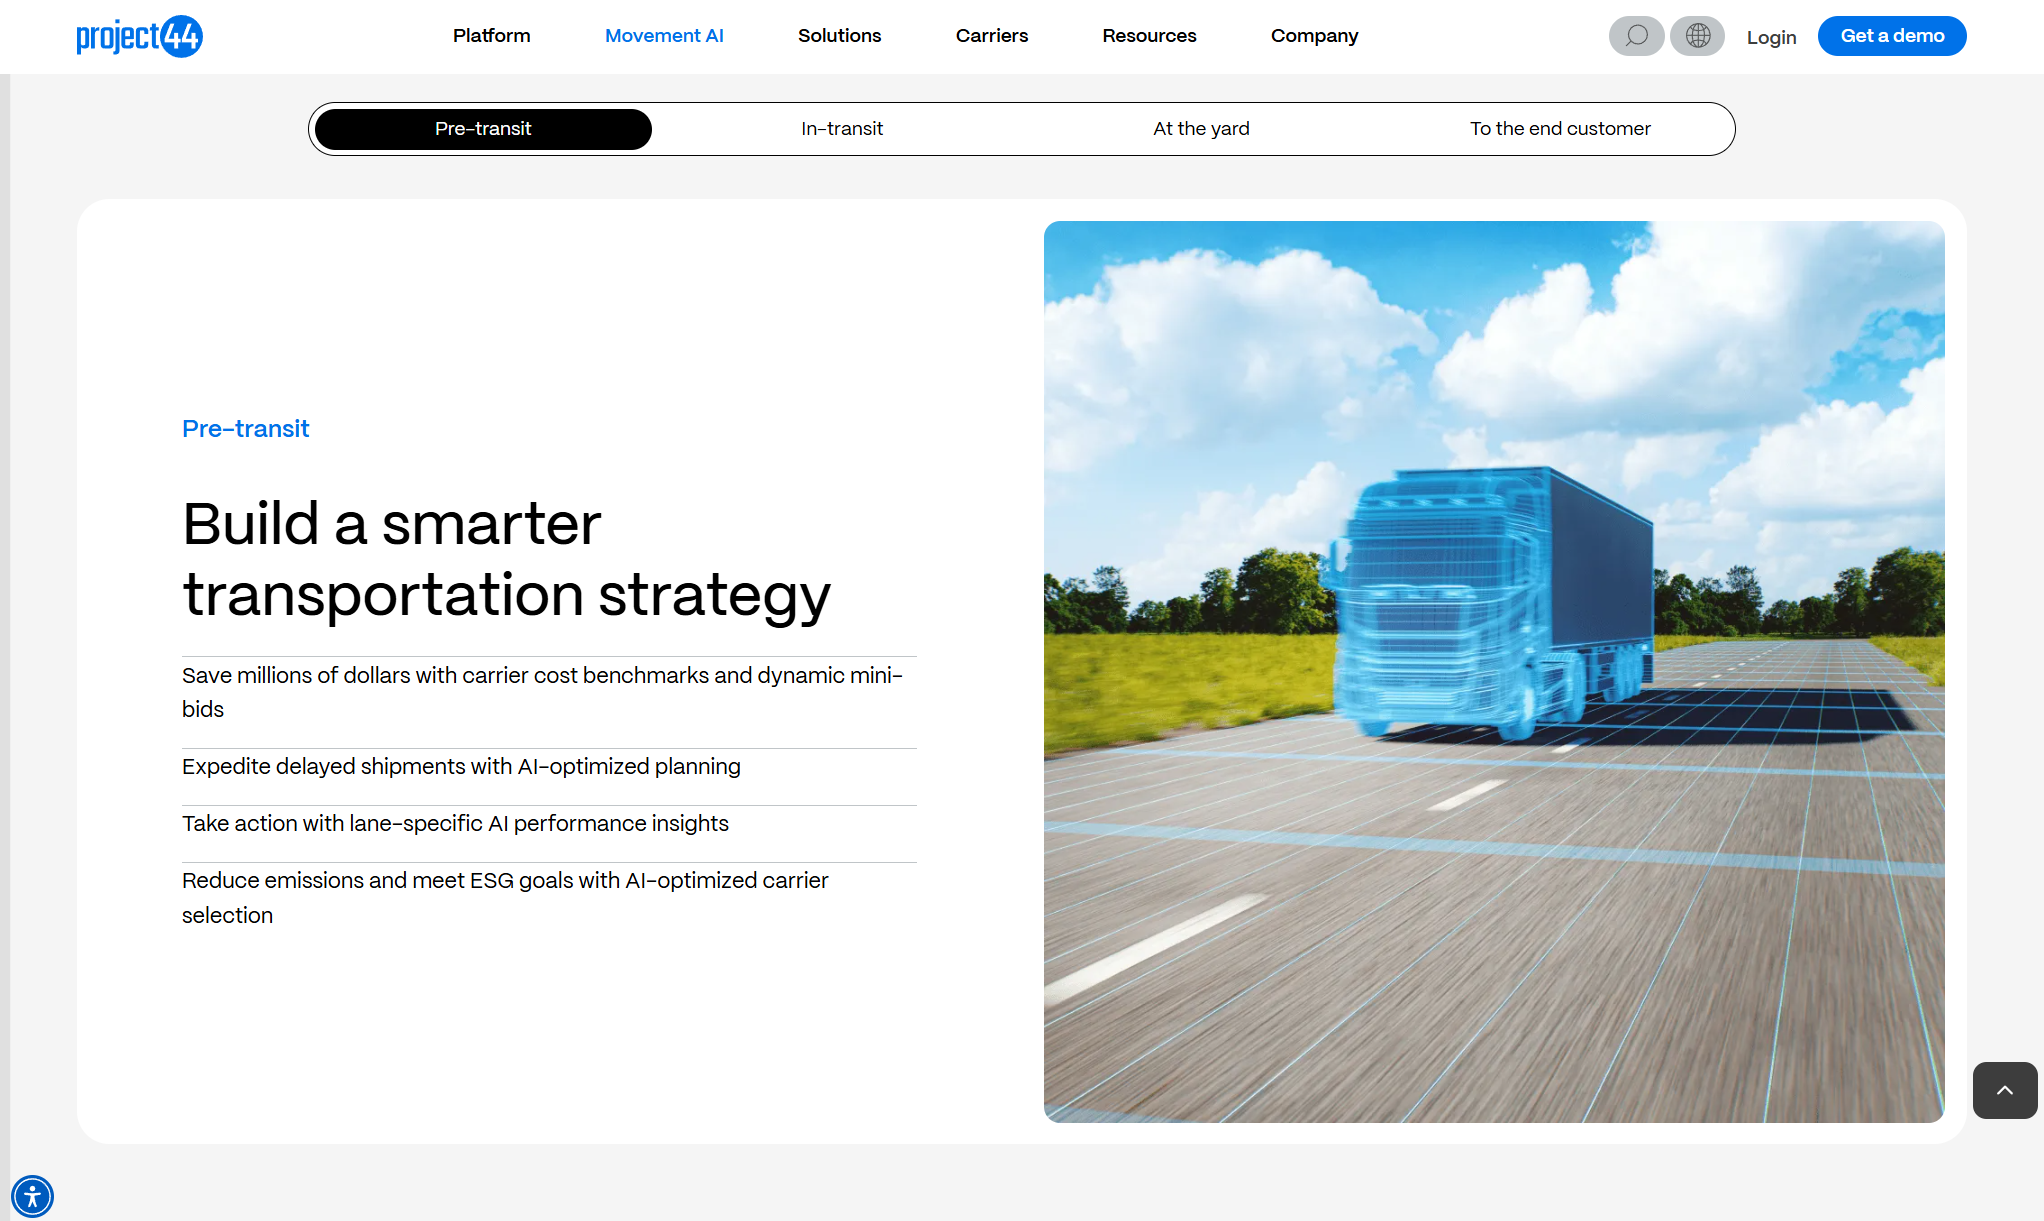 project44
Platform
Movement AI
Solutions
Carriers
Resources
Company
Login
Get a demo
Pre-transit
In-transit
At the yard
To the end customer
Pre-transit
Build a smarter
transportation strategy
Save millions of dollars with carrier cost benchmarks and dynamic mini-
bids
Expedite delayed shipments with AI-optimized planning
Take action with lane-specific AI performance insights
Reduce emissions and meet ESG goals with AI-optimized carrier
selection